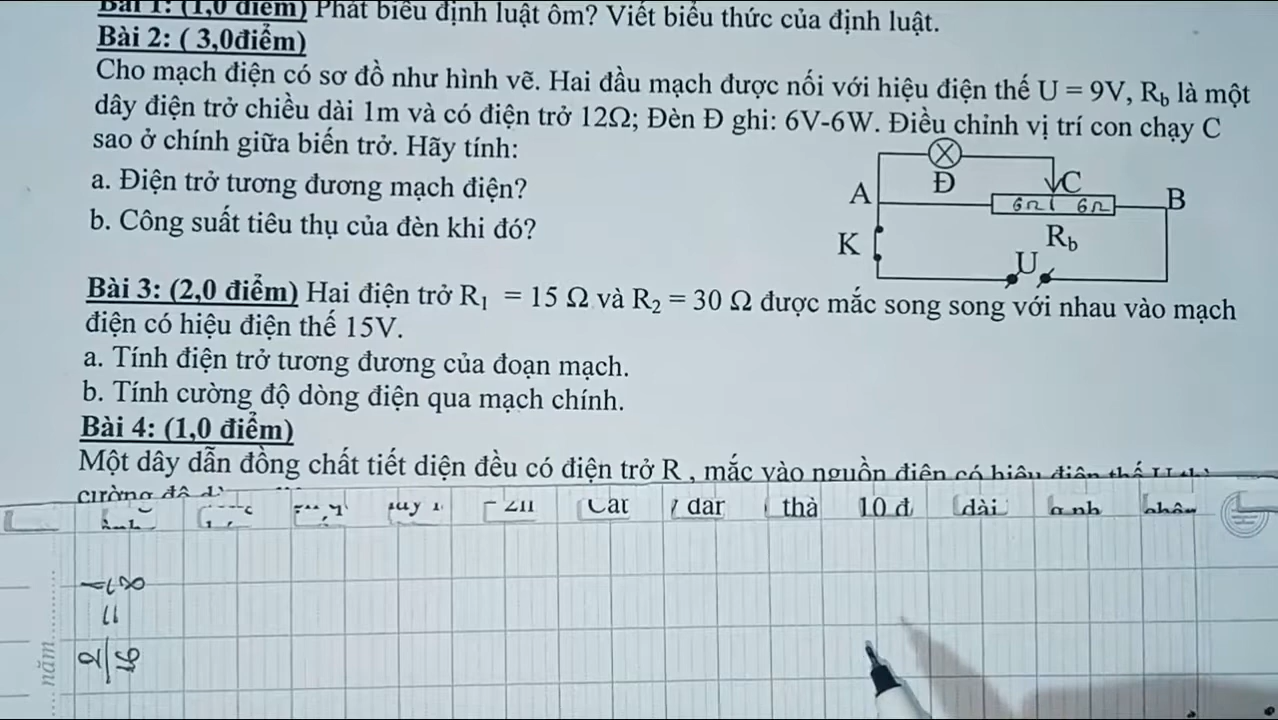 Bài 1: (1,0 điểm) Phát biểu định luật ôm? Viết biểu thức của định luật.
Bài 2: ( 3,0điểm)
Cho mạch điện có sơ đồ như hình vẽ. Hai đầu mạch được nối với hiệu điện thế U = 9V, Rb là một
dây điện trở chiều dài 1m và có điện trở 12Ω; Đèn Đ ghi: 6V-6W. Điều chỉnh vị trí con chạy C
sao ở chính giữa biến trở. Hãy tính:
a. Điện trở tương đương mạch điện?
b. Công suất tiêu thụ của đèn khi đó?
Đ
C
A
6Ω 6Ω
B
K
Rb
U
Bài 3: (2,0 điểm) Hai điện trở R1 = 15 Ω và R2 = 30 Ω được mắc song song với nhau vào mạch
điện có hiệu điện thế 15V.
a. Tính điện trở tương đương của đoạn mạch.
b. Tính cường độ dòng điện qua mạch chính.
Bài 4: (1,0 điểm)
Một dây dẫn đồng chất tiết diện đều có điện trở R , mắc vào nguồn điện có hiệu điện thế U
cường độ
thà 10 đ dài
năm